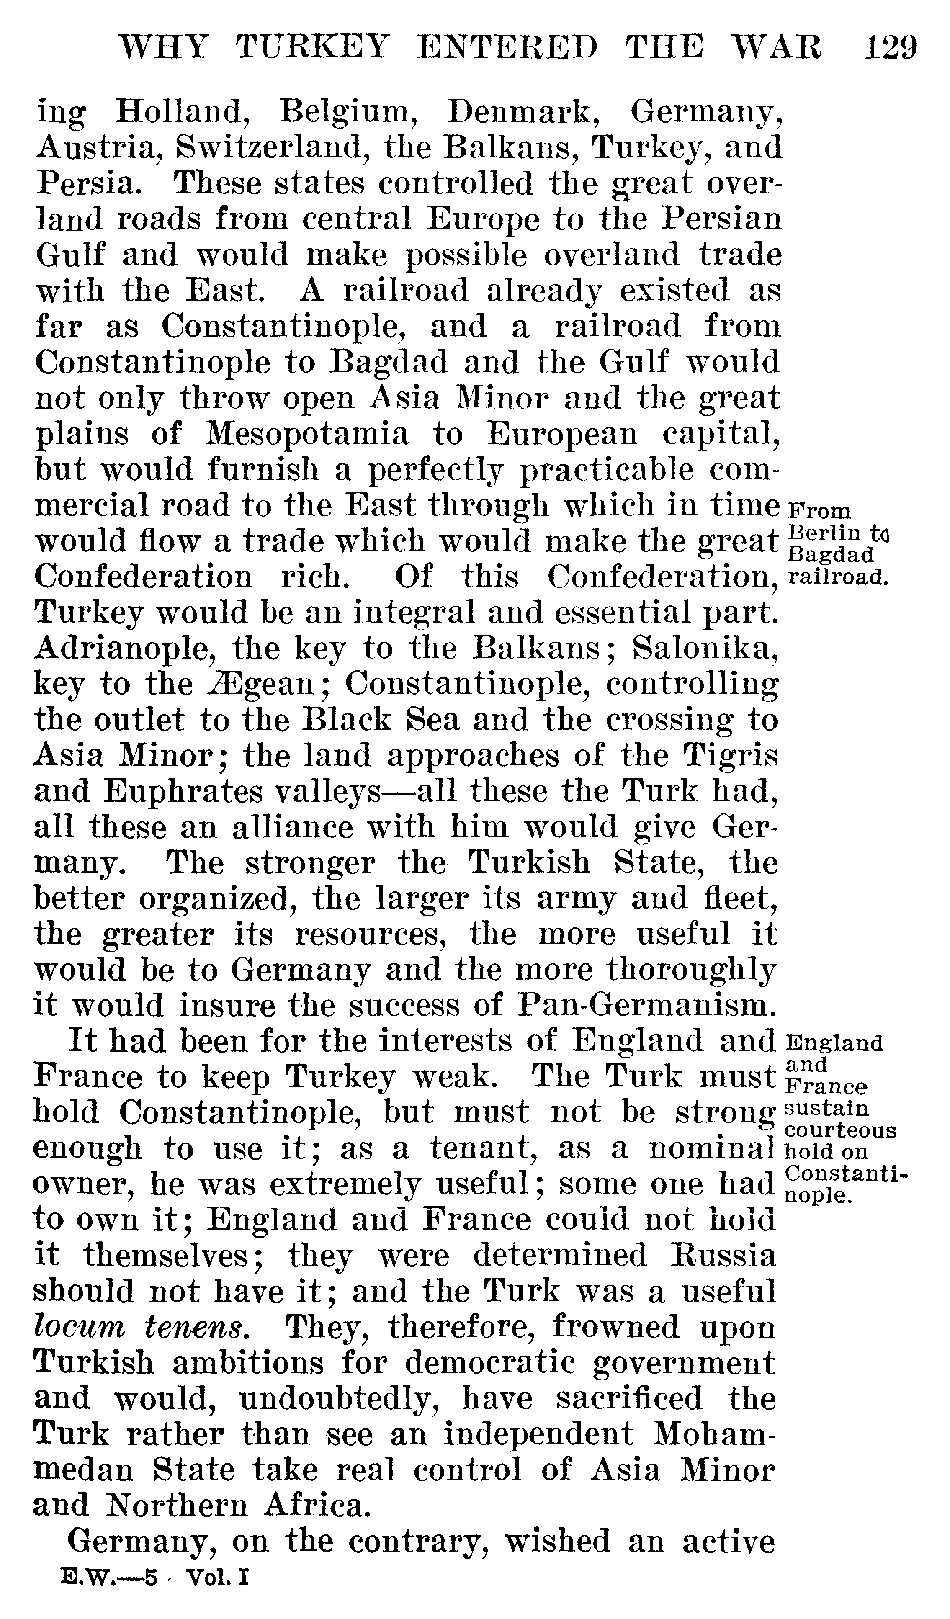 WHY TURKEY ENTERED THE WAR 129
ing Holland, Belgium, Denmark, Germany,
Austria, Switzerland, the Balkans, Turkey, and
Persia. These states controlled the great over-
land roads from central Europe to the Persian
Gulf and would make possible overland trade
with the East. A railroad already existed as
far as Constantinople, and a railroad from
Constantinople to Bagdad and the Gulf would
not only throw open Asia Minor and the great
plains of Mesopotamia to European capital,
but would furnish a perfectly practicable com-
mercial road to the East through which in time
would flow a trade which would make the great
Confederation rich. Of this Confederation,
From
Berlin to
Bagdad
railroad.
Turkey would be an integral and essential part.
Adrianople, the key to the Balkans; Salonika,
key to the Ægean; Constantinople, controlling
the outlet to the Black Sea and the crossing to
Asia Minor; the land approaches of the Tigris
and Euphrates valleys—all these the Turk had,
all these an alliance with him would give Ger-
many. The stronger the Turkish State, the
better organized, the larger its army and fleet,
the greater its resources, the more useful it
would be to Germany and the more thoroughly
it would insure the success of Pan-Germanism.
It had been for the interests of England and
France to keep Turkey weak. The Turk must
hold Constantinople, but must not be strong
enough to use it; as a tenant, as a nominal
owner, he was extremely useful; some one had
England
and
France
sustain
courteous
hold on
Constanti-
nople.
to own it; England and France could not hold
it themselves; they were determined Russia
should not have it; and the Turk was a useful
locum tenens. They, therefore, frowned upon
Turkish ambitions for democratic government
and would, undoubtedly, have sacrificed the
Turk rather than see an independent Moham-
medan State take real control of Asia Minor
and Northern Africa.
Germany, on the contrary, wished an active
E.W.—5 Vol. I